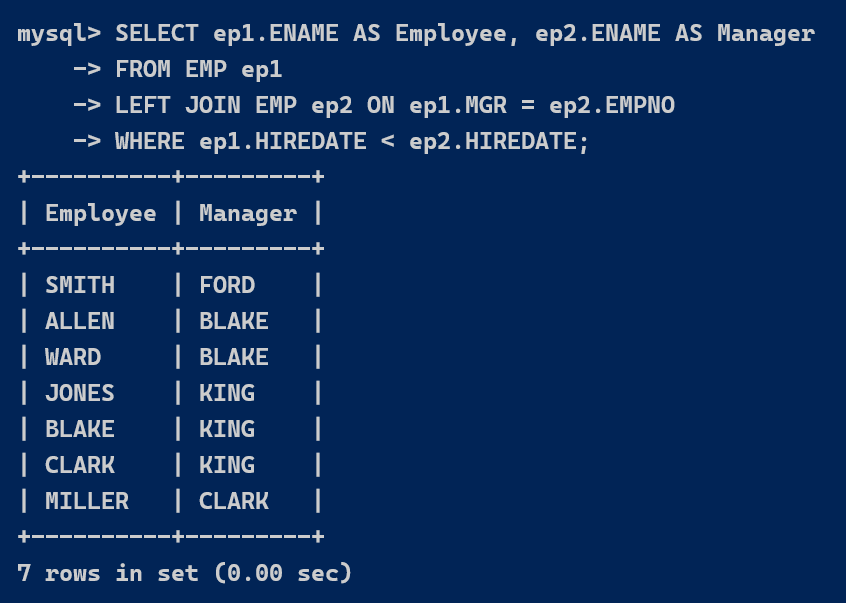 mysql> SELECT ep1.ENAME AS Employee, ep2.ENAME AS Manager
    -> FROM EMP ep1
    -> LEFT JOIN EMP ep2 ON ep1.MGR = ep2.EMPNO
    -> WHERE ep1.HIREDATE < ep2.HIREDATE;
+----------+---------+
| Employee | Manager |
+----------+---------+
| SMITH    | FORD    |
| ALLEN    | BLAKE   |
| WARD     | BLAKE   |
| JONES    | KING    |
| BLAKE    | KING    |
| CLARK    | KING    |
| MILLER   | CLARK   |
+----------+---------+
7 rows in set (0.00 sec)